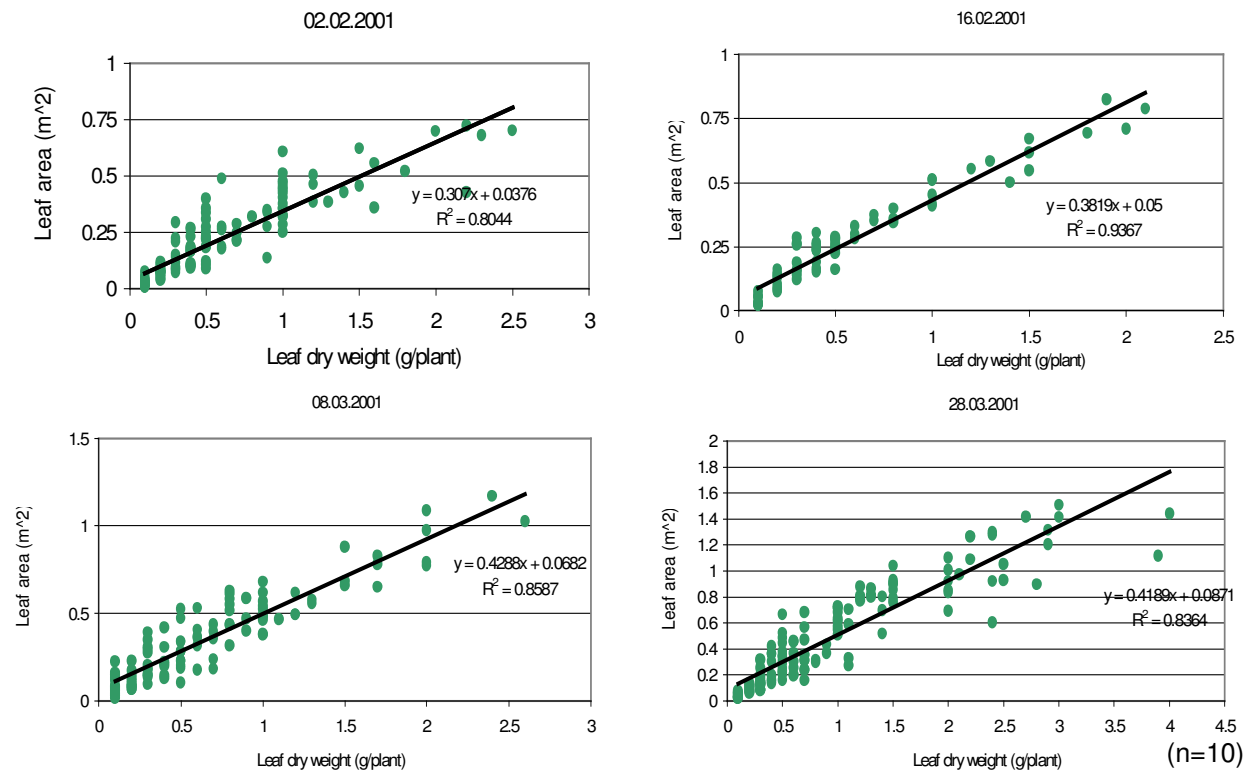 02.02.2001
Leaf area (m^2)
1
0.75
0.5
0.25
0
y = 0.307x + 0.0376
R² = 0.8044
0 0.5 1 1.5 2 2.5 3
Leaf dry weight (g/plant)
16.02.2001
Leaf area (m^2)
1
0.75
0.5
0.25
0
y = 0.3819x + 0.05
R² = 0.9367
0 0.5 1 1.5 2 2.5
Leaf dry weight (g/plant)
08.03.2001
Leaf area (m^2)
1.5
1
0.5
0
y = 0.4288x + 0.0682
R² = 0.8587
0 0.5 1 1.5 2 2.5 3
Leaf dry weight (g/plant)
28.03.2001
Leaf area (m^2)
2
1.8
1.6
1.4
1.2
1
0.8
0.6
0.4
0.2
0
y = 0.4189x + 0.0871
R² = 0.8364
0 0.5 1 1.5 2 2.5 3 3.5 4 4.5
Leaf dry weight (g/plant)
(n=10)